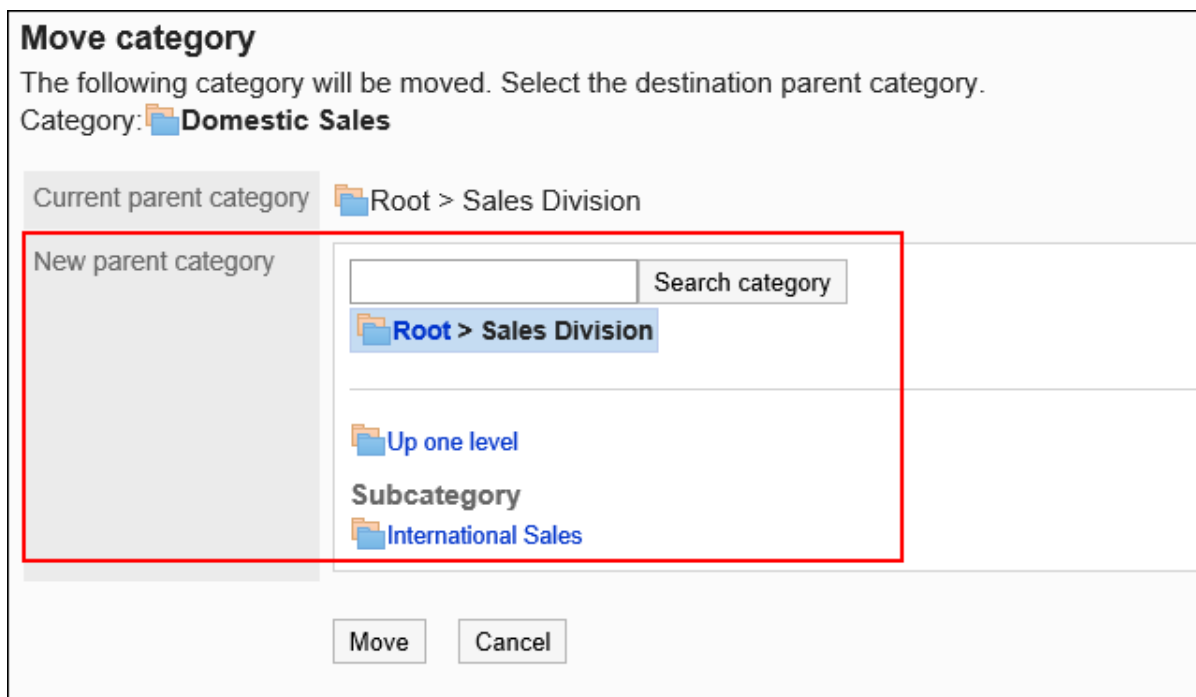 Move category
The following category will be moved. Select the destination parent category.
Category: Domestic Sales
Current parent category Root > Sales Division
New parent category
Search category
Root > Sales Division
Up one level
Subcategory
International Sales
Move Cancel